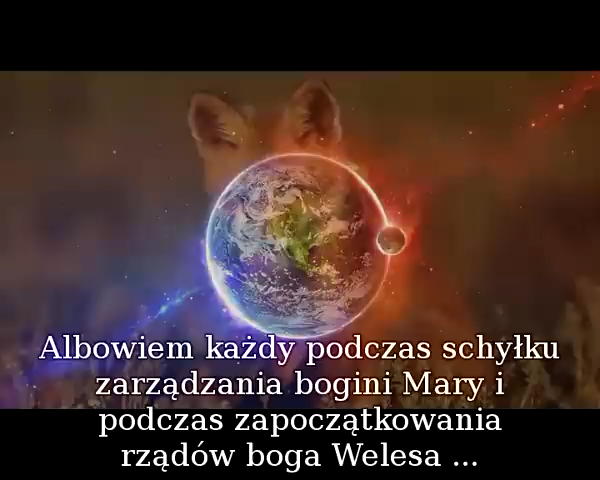 Albowiem każdy podczas schyłku
zarządzania bogini Mary i
podczas zapoczątkowania
rządów boga Welesa ...